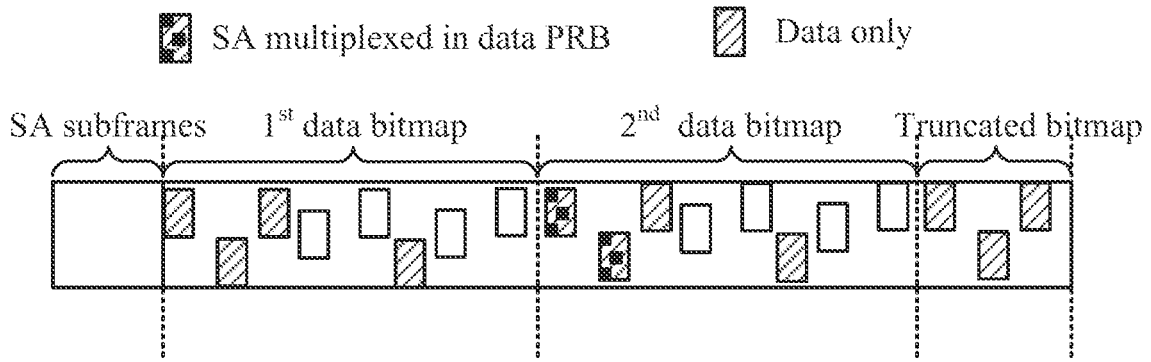 SA multiplexed in data PRB Data only
SA subframes 1st data bitmap 2nd data bitmap Truncated bitmap